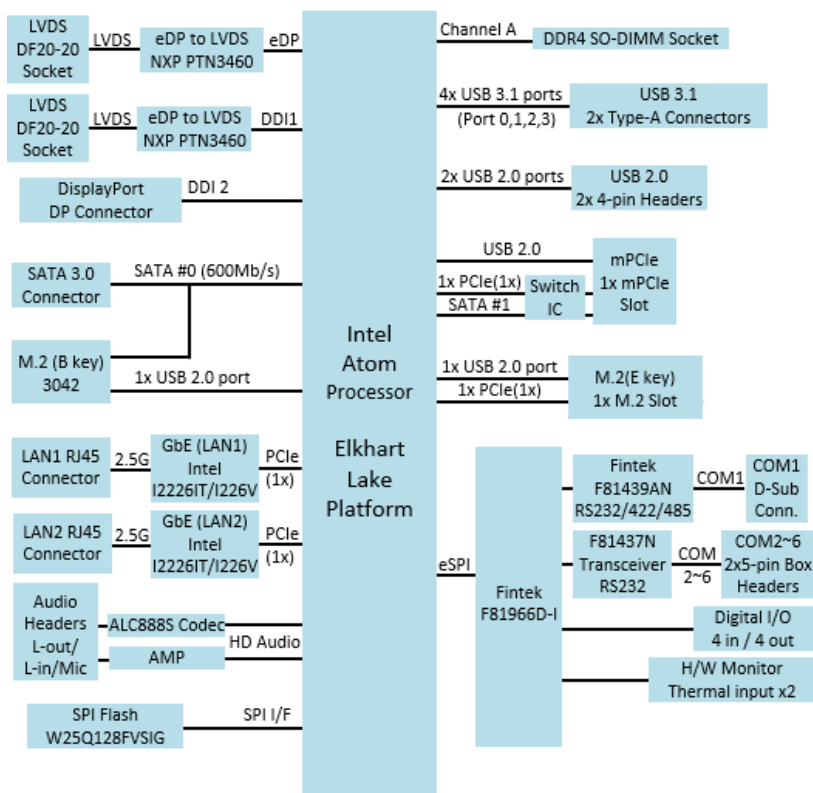 LVDS
DF20-20
Socket
LVDS
eDP to LVDS
NXP PTN3460
eDP
LVDS
DF20-20
Socket
LVDS
eDP to LVDS
NXP PTN3460
DDI1
DisplayPort
DP Connector
DDI 2
SATA 3.0
Connector
SATA #0 (600Mb/s)
M.2 (B key)
3042
1x USB 2.0 port
LAN1 RJ45
Connector
2.5G
GbE (LAN1)
Intel
I2226IT/I226V
PCIe
(1x)
LAN2 RJ45
Connector
2.5G
GbE (LAN2)
Intel
I2226IT/I226V
PCIe
(1x)
Audio
Headers
L-out/
L-in/Mic
ALC888S Codec
AMP
HD Audio
SPI Flash
W25Q128FVSIG
SPI I/F
Intel
Atom
Processor
Elkhart
Lake
Platform
Channel A
DDR4 SO-DIMM Socket
4x USB 3.1 ports
(Port 0,1,2,3)
USB 3.1
2x Type-A Connectors
2x USB 2.0 ports
USB 2.0
2x 4-pin Headers
USB 2.0
1x PCIe(1x)
SATA #1
Switch
IC
mPCIe
1x mPCIe
Slot
1x USB 2.0 port
1x PCIe(1x)
M.2(E key)
1x M.2 Slot
eSPI
Fintek
F81966D-I
Fintek
F81439AN
RS232/422/485
COM1
COM1
D-Sub
Conn.
F81437N
Transceiver
RS232
COM
2~6
COM2~6
2x5-pin Box
Headers
Digital I/O
4 in / 4 out
H/W Monitor
Thermal input x2